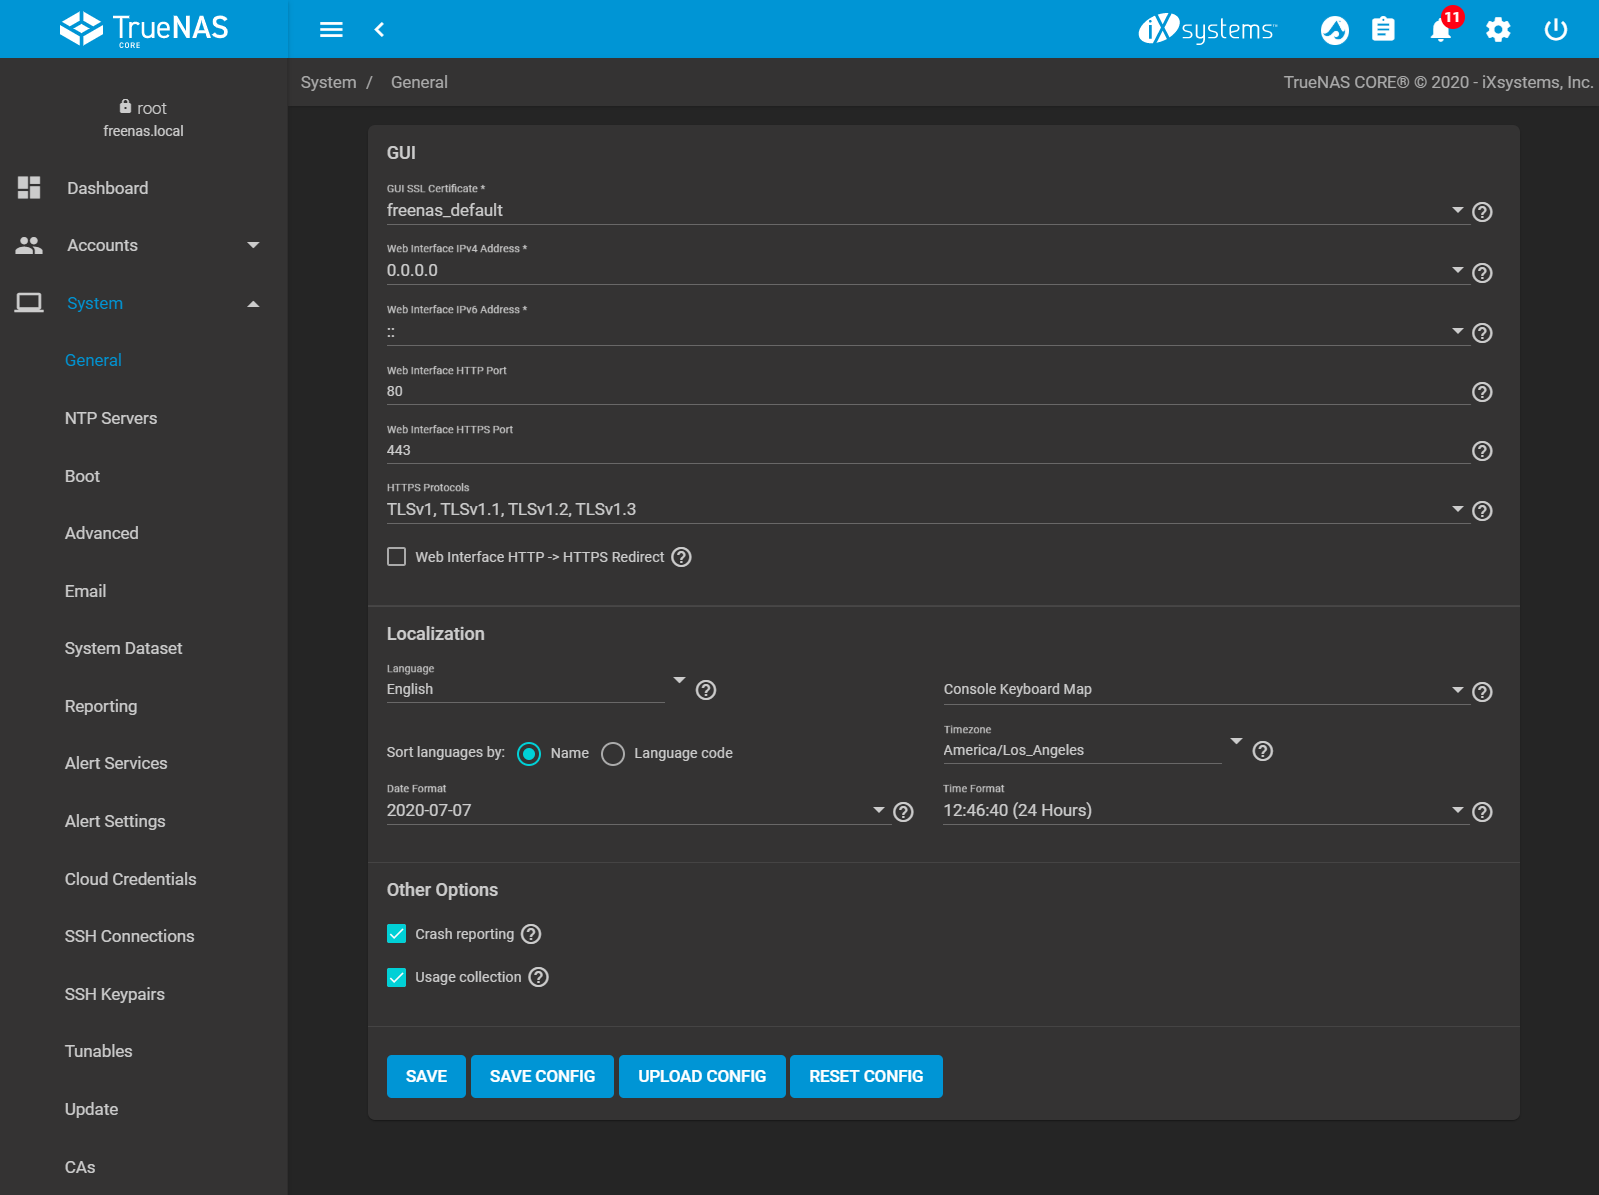 TrueNAS
CORE
iXsystems™
11
System / General
TrueNAS CORE® © 2020 - iXsystems, Inc.
root
freenas.local
Dashboard
Accounts
System
General
NTP Servers
Boot
Advanced
Email
System Dataset
Reporting
Alert Services
Alert Settings
Cloud Credentials
SSH Connections
SSH Keypairs
Tunables
Update
CAs
GUI
GUI SSL Certificate *
freenas_default
Web Interface IPv4 Address *
0.0.0.0
Web Interface IPv6 Address *
::
Web Interface HTTP Port
80
Web Interface HTTPS Port
443
HTTPS Protocols
TLSv1, TLSv1.1, TLSv1.2, TLSv1.3
Web Interface HTTP -> HTTPS Redirect
Localization
Language
English
Console Keyboard Map
Sort languages by: Name Language code
Timezone
America/Los_Angeles
Date Format
2020-07-07
Time Format
12:46:40 (24 Hours)
Other Options
Crash reporting
Usage collection
SAVE SAVE CONFIG UPLOAD CONFIG RESET CONFIG